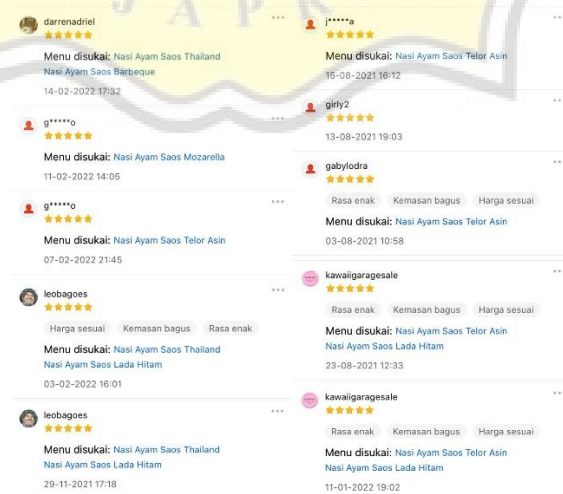 J A P R
darrenadriel
Menu disukai: Nasi Ayam Saos Thailand
Nasi Ayam Saos Barbeque
14-02-2022 17:32
g*****o
Menu disukai: Nasi Ayam Saos Mozarella
11-02-2022 14:05
g*****o
Menu disukai: Nasi Ayam Saos Telor Asin
07-02-2022 21:45
leobagoes
Harga sesuai Kemasan bagus Rasa enak
Menu disukai: Nasi Ayam Saos Thailand
Nasi Ayam Saos Lada Hitam
03-02-2022 16:01
leobagoes
Menu disukai: Nasi Ayam Saos Thailand
Nasi Ayam Saos Lada Hitam
29-11-2021 17:18
j*****a
Menu disukai: Nasi Ayam Saos Telor Asin
15-08-2021 16:12
girly2
13-08-2021 19:03
gabylodra
Rasa enak Kemasan bagus Harga sesuai
Menu disukai: Nasi Ayam Saos Telor Asin
03-08-2021 10:58
kawaiigaragesale
Rasa enak Kemasan bagus Harga sesuai
Menu disukai: Nasi Ayam Saos Telor Asin
Nasi Ayam Saos Lada Hitam
23-08-2021 12:33
kawaiigaragesale
Rasa enak Kemasan bagus Harga sesuai
Menu disukai: Nasi Ayam Saos Telor Asin
Nasi Ayam Saos Lada Hitam
11-01-2022 19:02